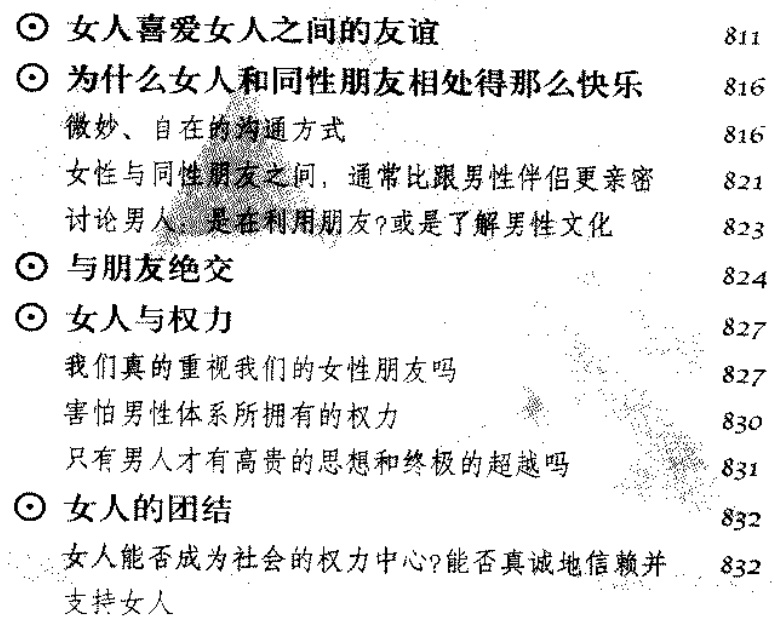 ⊙ 女人喜爱女人之间的友谊 811
⊙ 为什么女人和同性朋友相处得那么快乐 816
微妙、自在的沟通方式 816
女性与同性朋友之间，通常比跟男性伴侣更亲密 821
讨论男人：是在利用朋友?或是了解男性文化 823
⊙ 与朋友绝交 824
⊙ 女人与权力 827
我们真的重视我们的女性朋友吗 827
害怕男性体系所拥有的权力 830
只有男人才有高贵的思想和终极的超越吗 831
⊙ 女人的团结 832
女人能否成为社会的权力中心?能否真诚地信赖并 832
支持女人